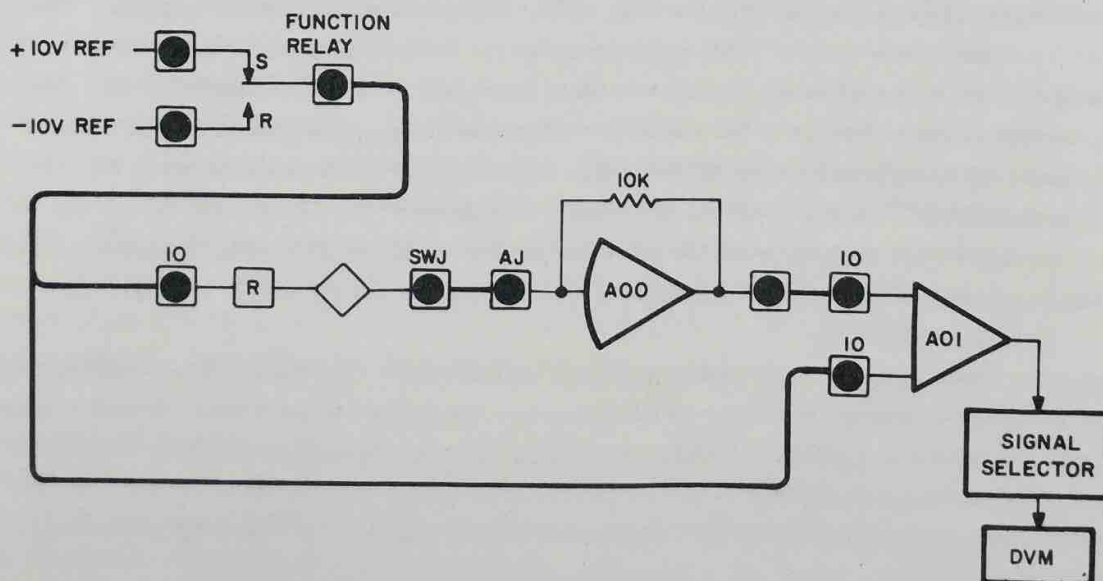 FUNCTION
RELAY
+10V REF
S
-10V REF
R
10K
10
R
SWJ
AJ
A00
10
A01
10
SIGNAL
SELECTOR
DVM